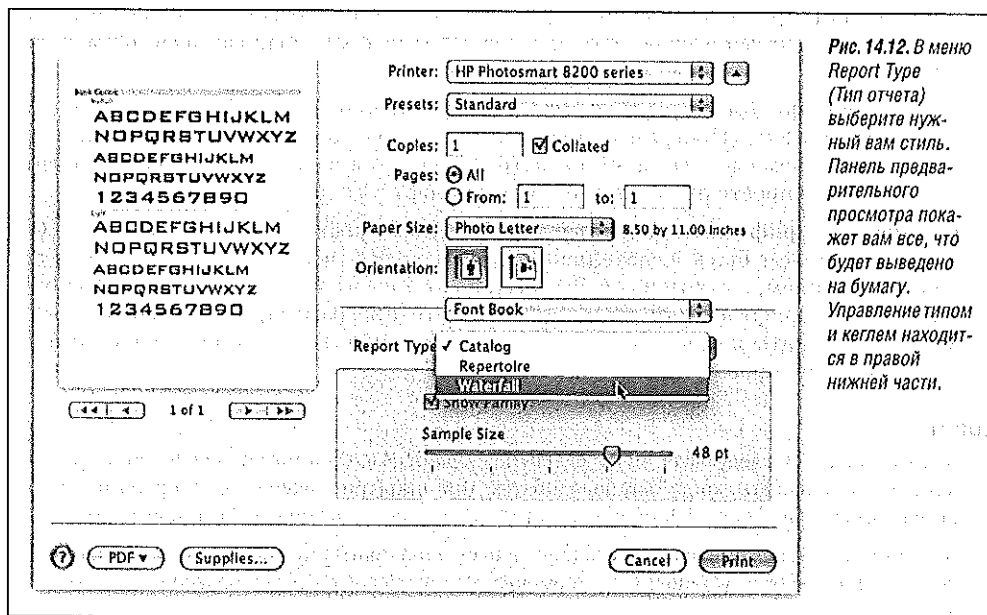 ABCDEFGHIJKLM
NOPQRSTUVWXYZ
ABCDEFGHIJKLM
NOPQRSTUVWXYZ
1234567890
ABCDEFGHIJKLM
NOPQRSTUVWXYZ
ABCDEFGHIJKLM
NOPQRSTUVWXYZ
1234567890
1 of 1
Printer: HP Photosmart 8200 series
Presets: Standard
Copies: 1 Collated
Pages: All
From: 1 to: 1
Paper Size: Photo Letter 8.50 by 11.00 inches
Orientation:
Font Book
Report Type ✓ Catalog
Repertoire
Waterfall
Show Family
Sample Size
48 pt
? PDF ▼ Supplies... Cancel Print
Рис. 14.12. В меню
Report Type
(Тип отчета)
выберите нуж-
ный вам стиль.
Панель предва-
рительного
просмотра пока-
жет вам все, что
будет выведено
на бумагу.
Управление типом
и кеглем находит-
ся в правой
нижней части.